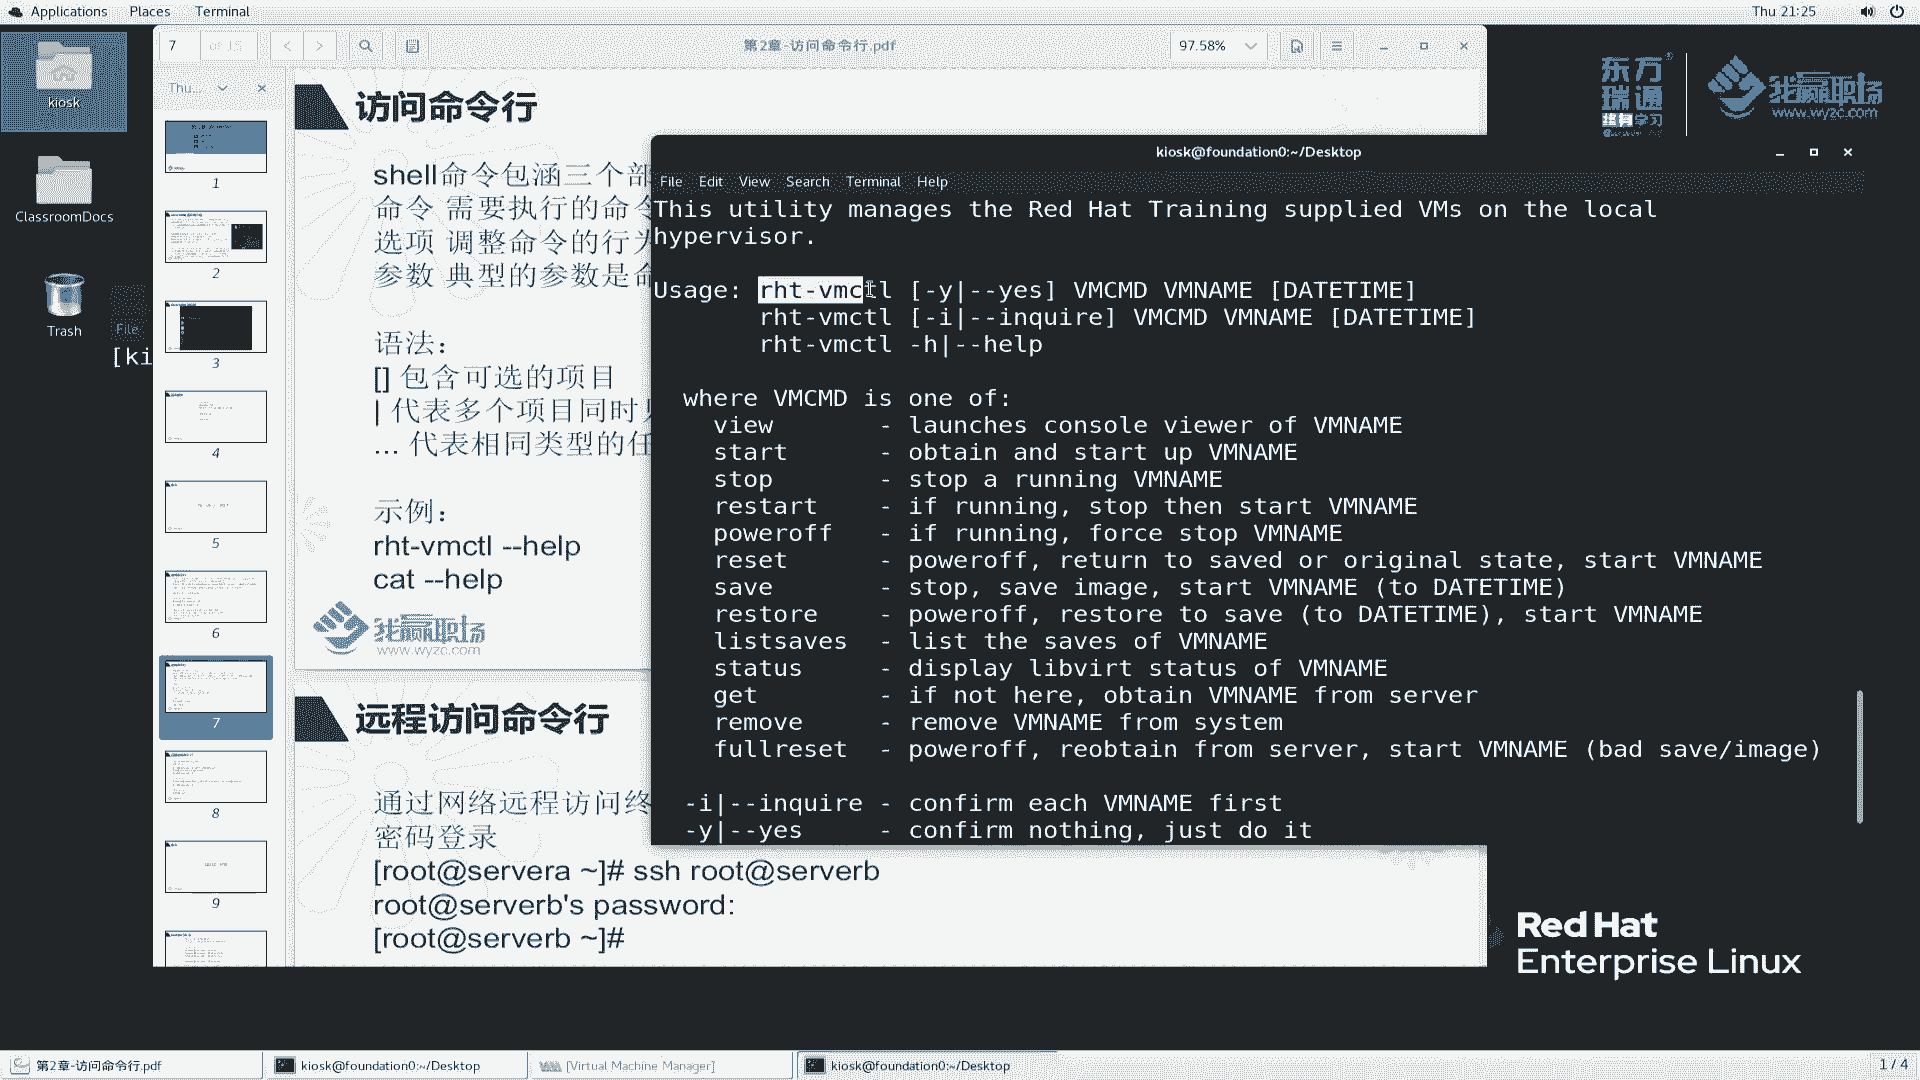 Applications Places Terminal Thu 21:25
7 of 15 第2章-访问命令行.pdf 97.58%
kiosk
ClassroomDocs
Trash
File
[ki
Thu...
1
2
3
4
5
6
7
8
9
访问命令行
shell命令包涵三个部
命令 需要执行的命令
选项 调整命令的行为
参数 典型的参数是命
语法：
[] 包含可选的项目
| 代表多个项目同时
... 代表相同类型的任
示例：
rht-vmctl --help
cat --help
我赢职场
www.wyzc.com
远程访问命令行
通过网络远程访问终
密码登录
[root@servera ~]# ssh root@serverb
root@serverb's password:
[root@serverb ~]#
kiosk@foundation0:~/Desktop
File Edit View Search Terminal Help
This utility manages the Red Hat Training supplied VMs on the local
hypervisor.
Usage: rht-vmctl [-y|--yes] VMCMD VMNAME [DATETIME]
rht-vmctl [-i|--inquire] VMCMD VMNAME [DATETIME]
rht-vmctl -h|--help
where VMCMD is one of:
view - launches console viewer of VMNAME
start - obtain and start up VMNAME
stop - stop a running VMNAME
restart - if running, stop then start VMNAME
poweroff - if running, force stop VMNAME
reset - poweroff, return to saved or original state, start VMNAME
save - stop, save image, start VMNAME (to DATETIME)
restore - poweroff, restore to save (to DATETIME), start VMNAME
listsaves - list the saves of VMNAME
status - display libvirt status of VMNAME
get - if not here, obtain VMNAME from server
remove - remove VMNAME from system
fullreset - poweroff, reobtain from server, start VMNAME (bad save/image)
-i|--inquire - confirm each VMNAME first
-y|--yes - confirm nothing, just do it
东方
瑞通
终身学习
我赢职场
www.wyzc.com
Red Hat
Enterprise Linux
第2章-访问命令行.pdf kiosk@foundation0:~/Desktop [Virtual Machine Manager] kiosk@foundation0:~/Desktop 1 / 4